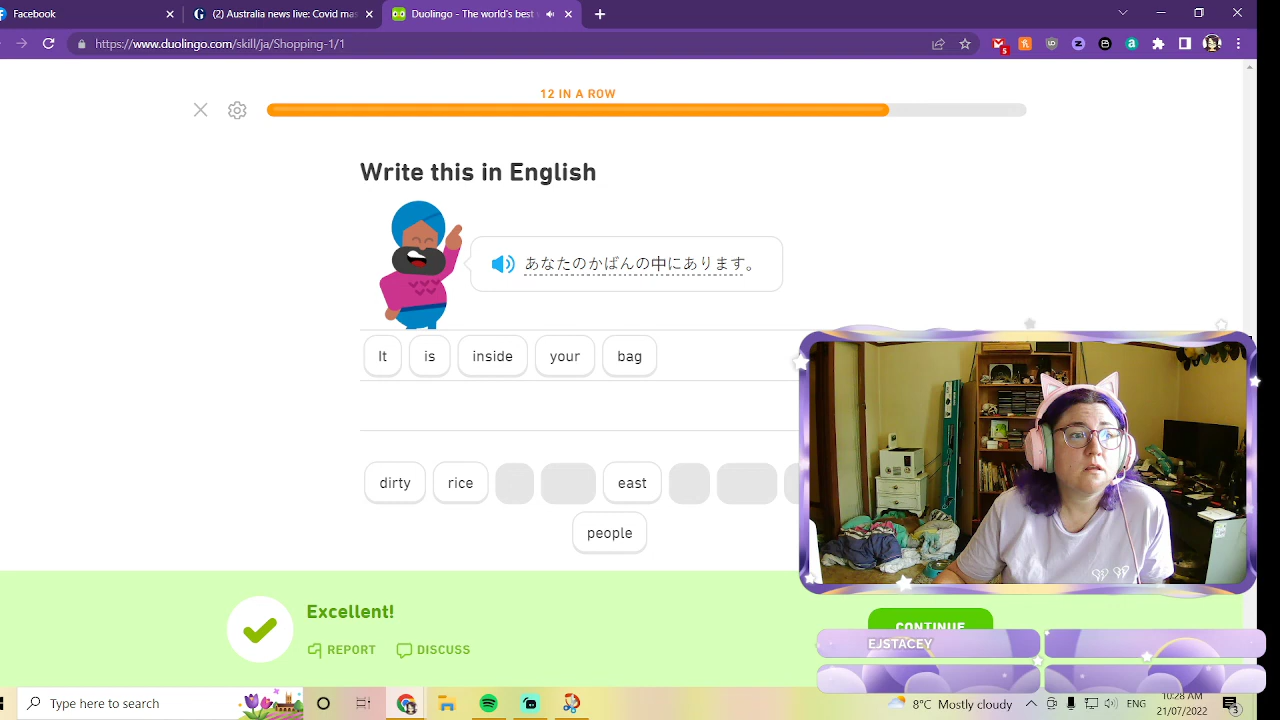 Facebook
(2) Australia news live: Covid mas
Duolingo - The world's best
https://www.duolingo.com/skill/ja/Shopping-1/1
5
12 IN A ROW
Write this in English
あなたのかばんの中にあります。
It is inside your bag
dirty rice east
people
Excellent!
REPORT DISCUSS
CONTINUE
EJSTACEY
Type here to search
8°C Mostly cloudy
ENG
10:28 AM
21/07/2022
3